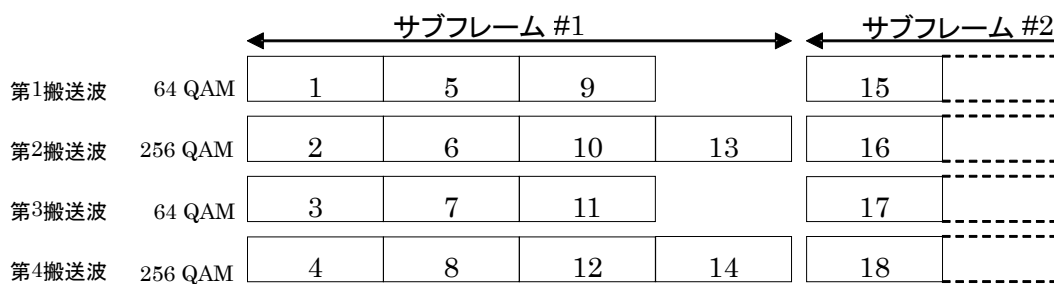 サブフレーム #1 サブフレーム #2
第1搬送波 64 QAM 1 5 9 15
第2搬送波 256 QAM 2 6 10 13 16
第3搬送波 64 QAM 3 7 11 17
第4搬送波 256 QAM 4 8 12 14 18